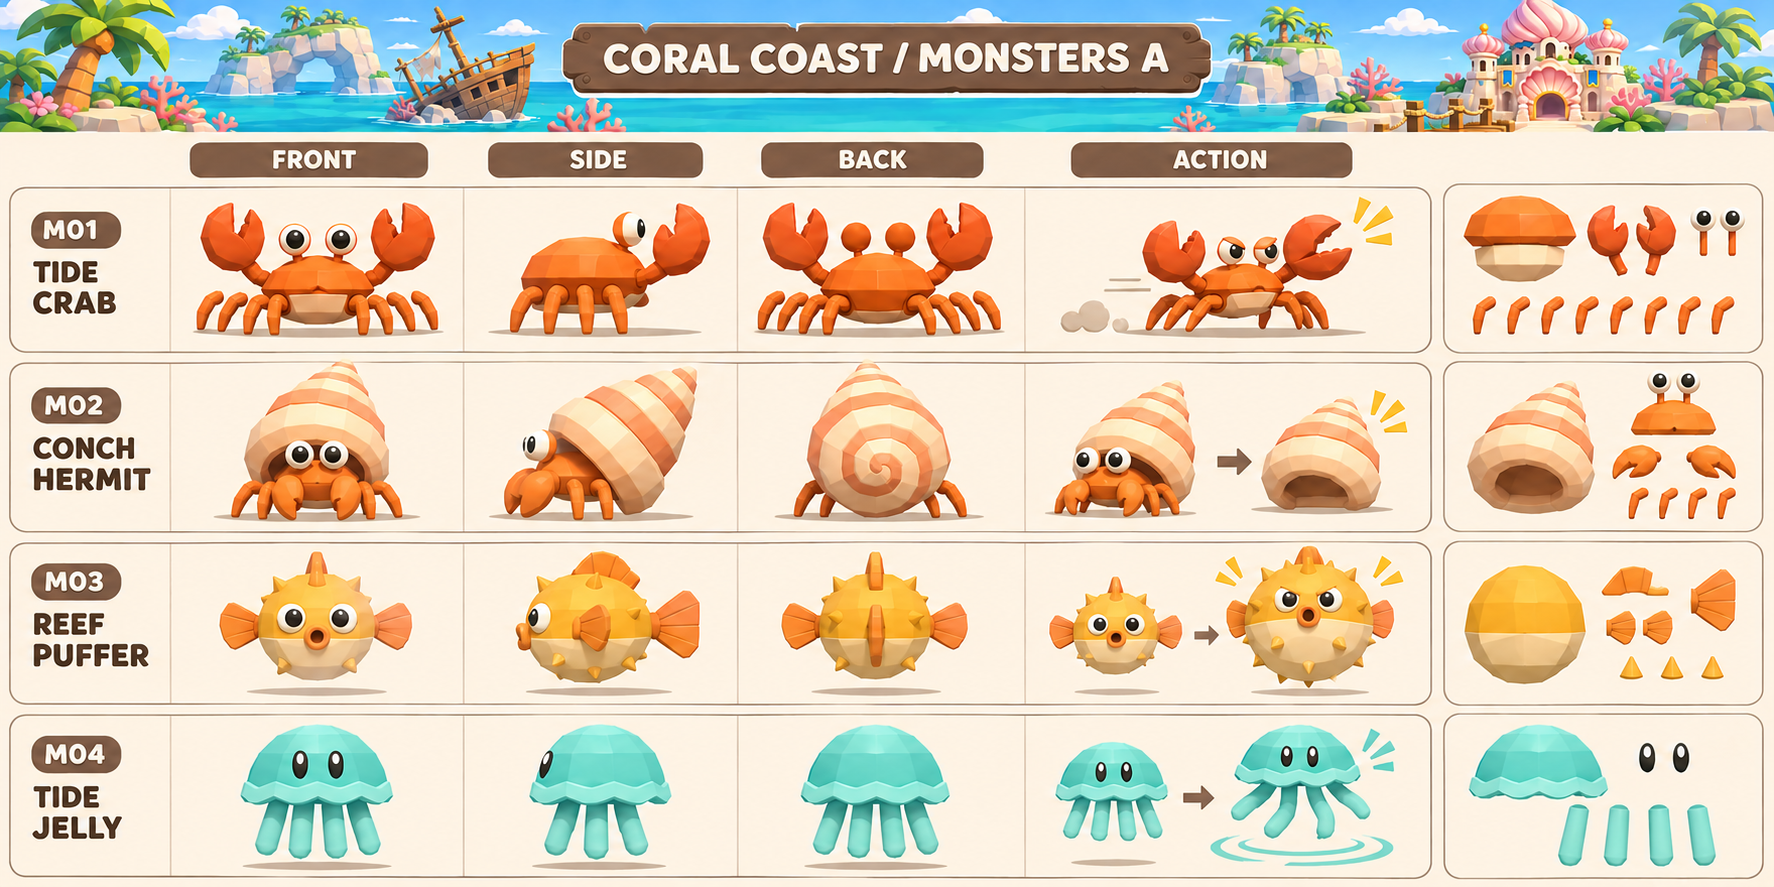 CORAL COAST / MONSTERS A
FRONT
SIDE
BACK
ACTION
M01
TIDE
CRAB
M02
CONCH
HERMIT
M03
REEF
PUFFER
M04
TIDE
JELLY